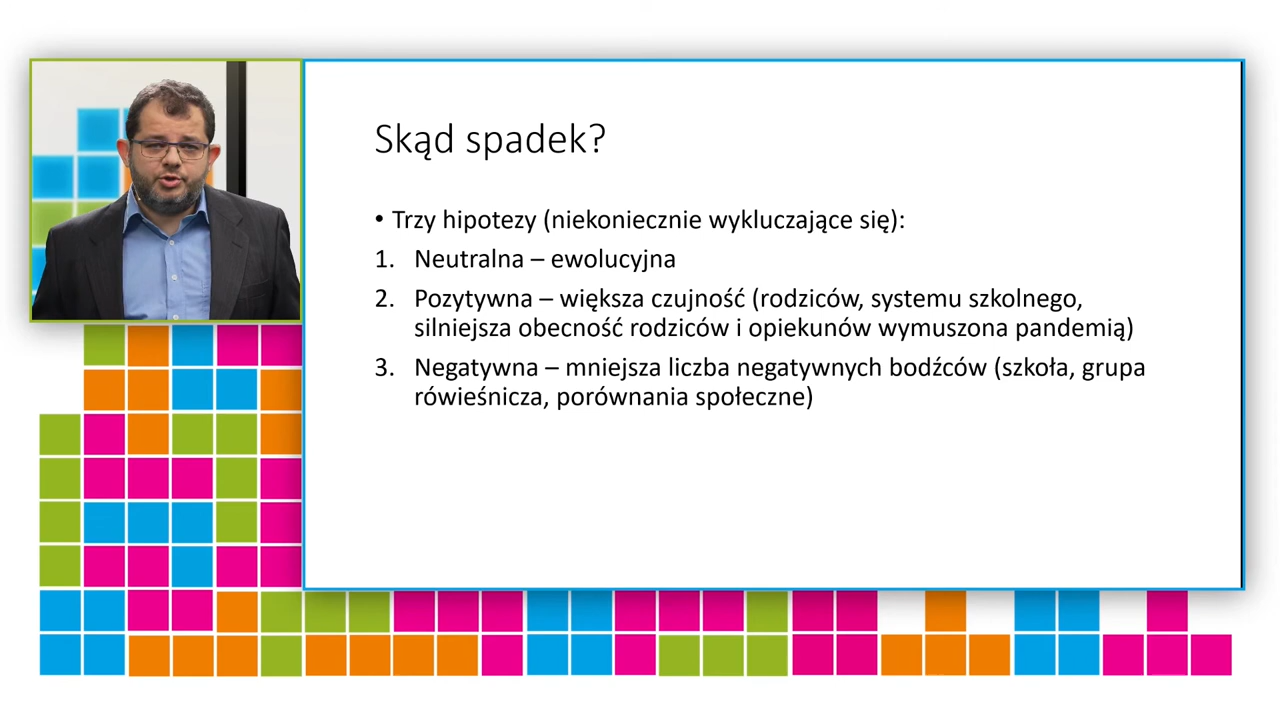 Skąd spadek?
• Trzy hipotezy (niekoniecznie wykluczające się):
1. Neutralna – ewolucyjna
2. Pozytywna – większa czujność (rodziców, systemu szkolnego,
silniejsza obecność rodziców i opiekunów wymuszona pandemią)
3. Negatywna – mniejsza liczba negatywnych bodźców (szkoła, grupa
rówieśnicza, porównania społeczne)